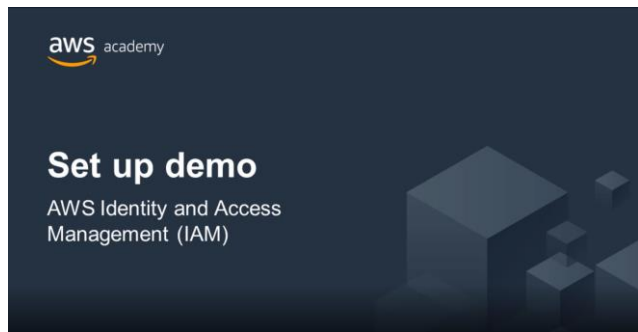 aws academy
Set up demo
AWS Identity and Access
Management (IAM)